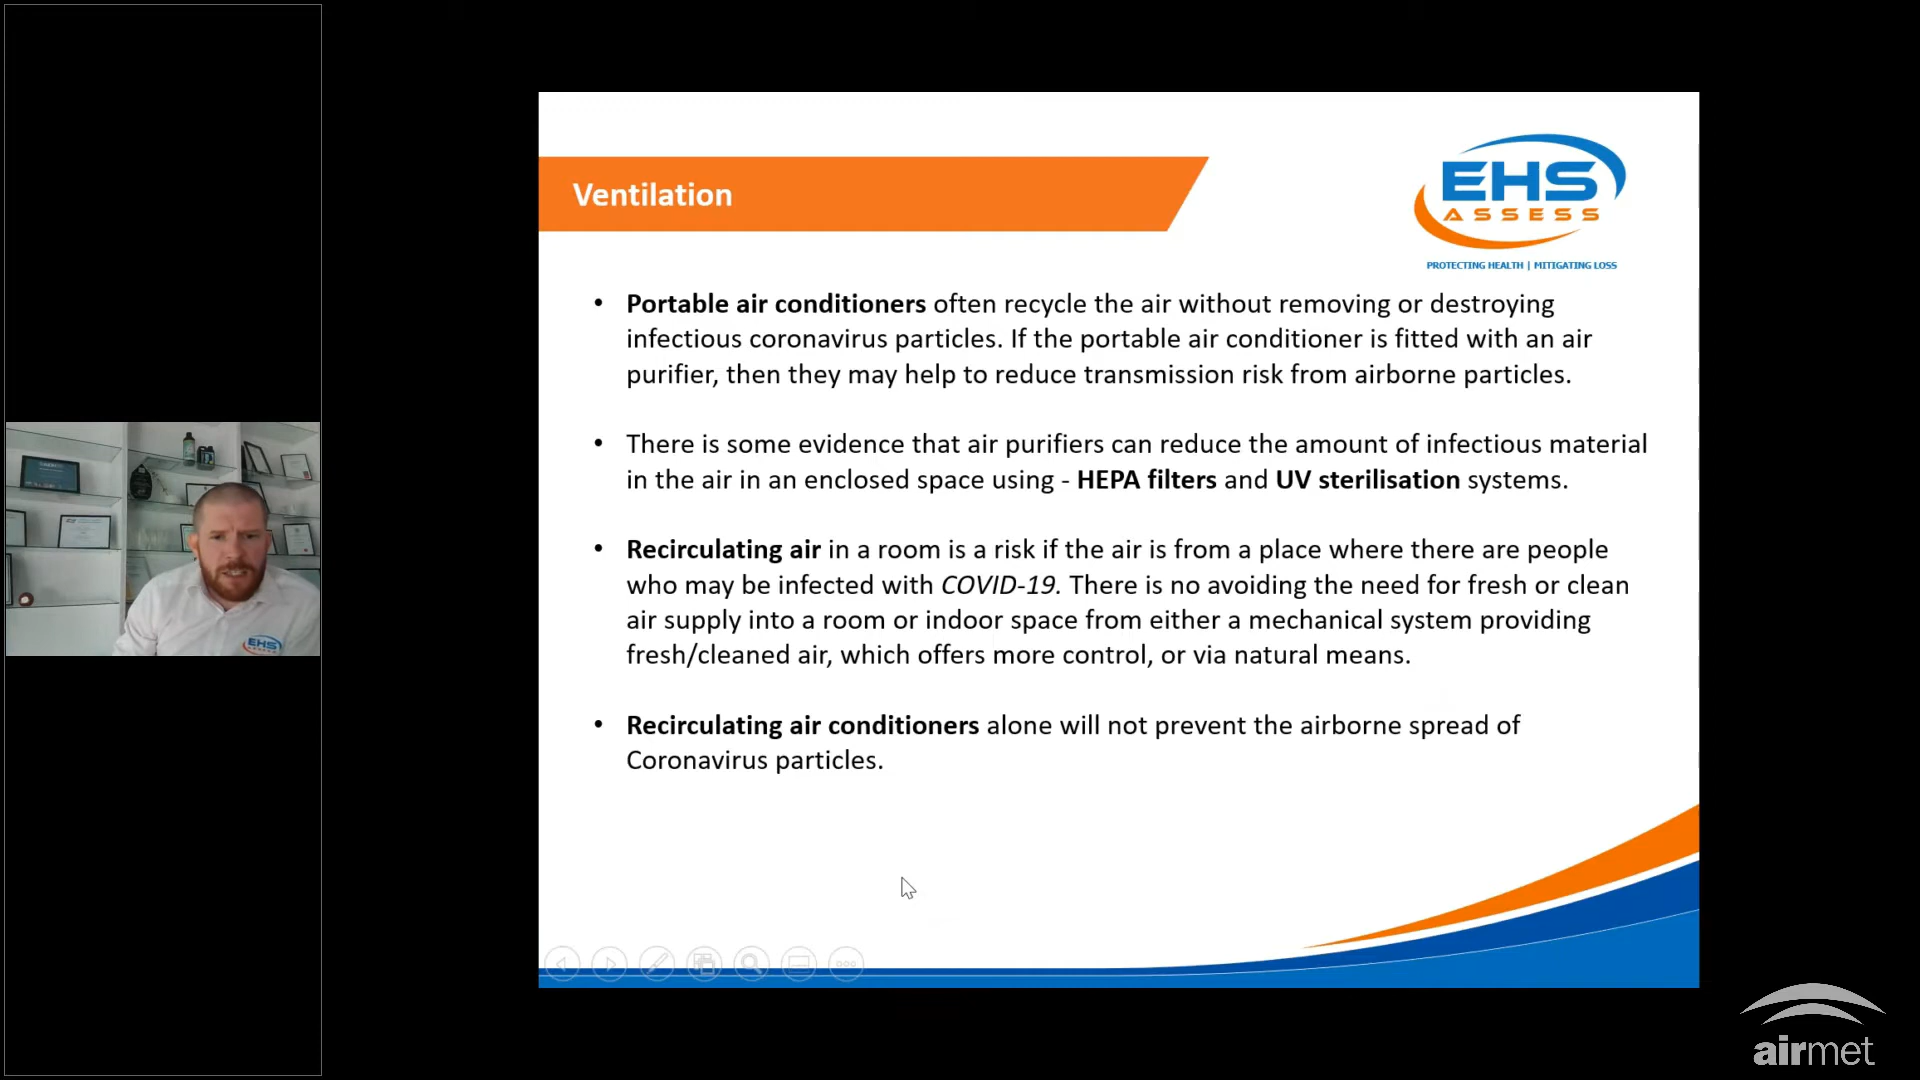 Ventilation
EHS
ASSESS
PROTECTING HEALTH | MITIGATING LOSS
• Portable air conditioners often recycle the air without removing or destroying
infectious coronavirus particles. If the portable air conditioner is fitted with an air
purifier, then they may help to reduce transmission risk from airborne particles.
• There is some evidence that air purifiers can reduce the amount of infectious material
in the air in an enclosed space using - HEPA filters and UV sterilisation systems.
• Recirculating air in a room is a risk if the air is from a place where there are people
who may be infected with COVID-19. There is no avoiding the need for fresh or clean
air supply into a room or indoor space from either a mechanical system providing
fresh/cleaned air, which offers more control, or via natural means.
• Recirculating air conditioners alone will not prevent the airborne spread of
Coronavirus particles.
EHS
airmet